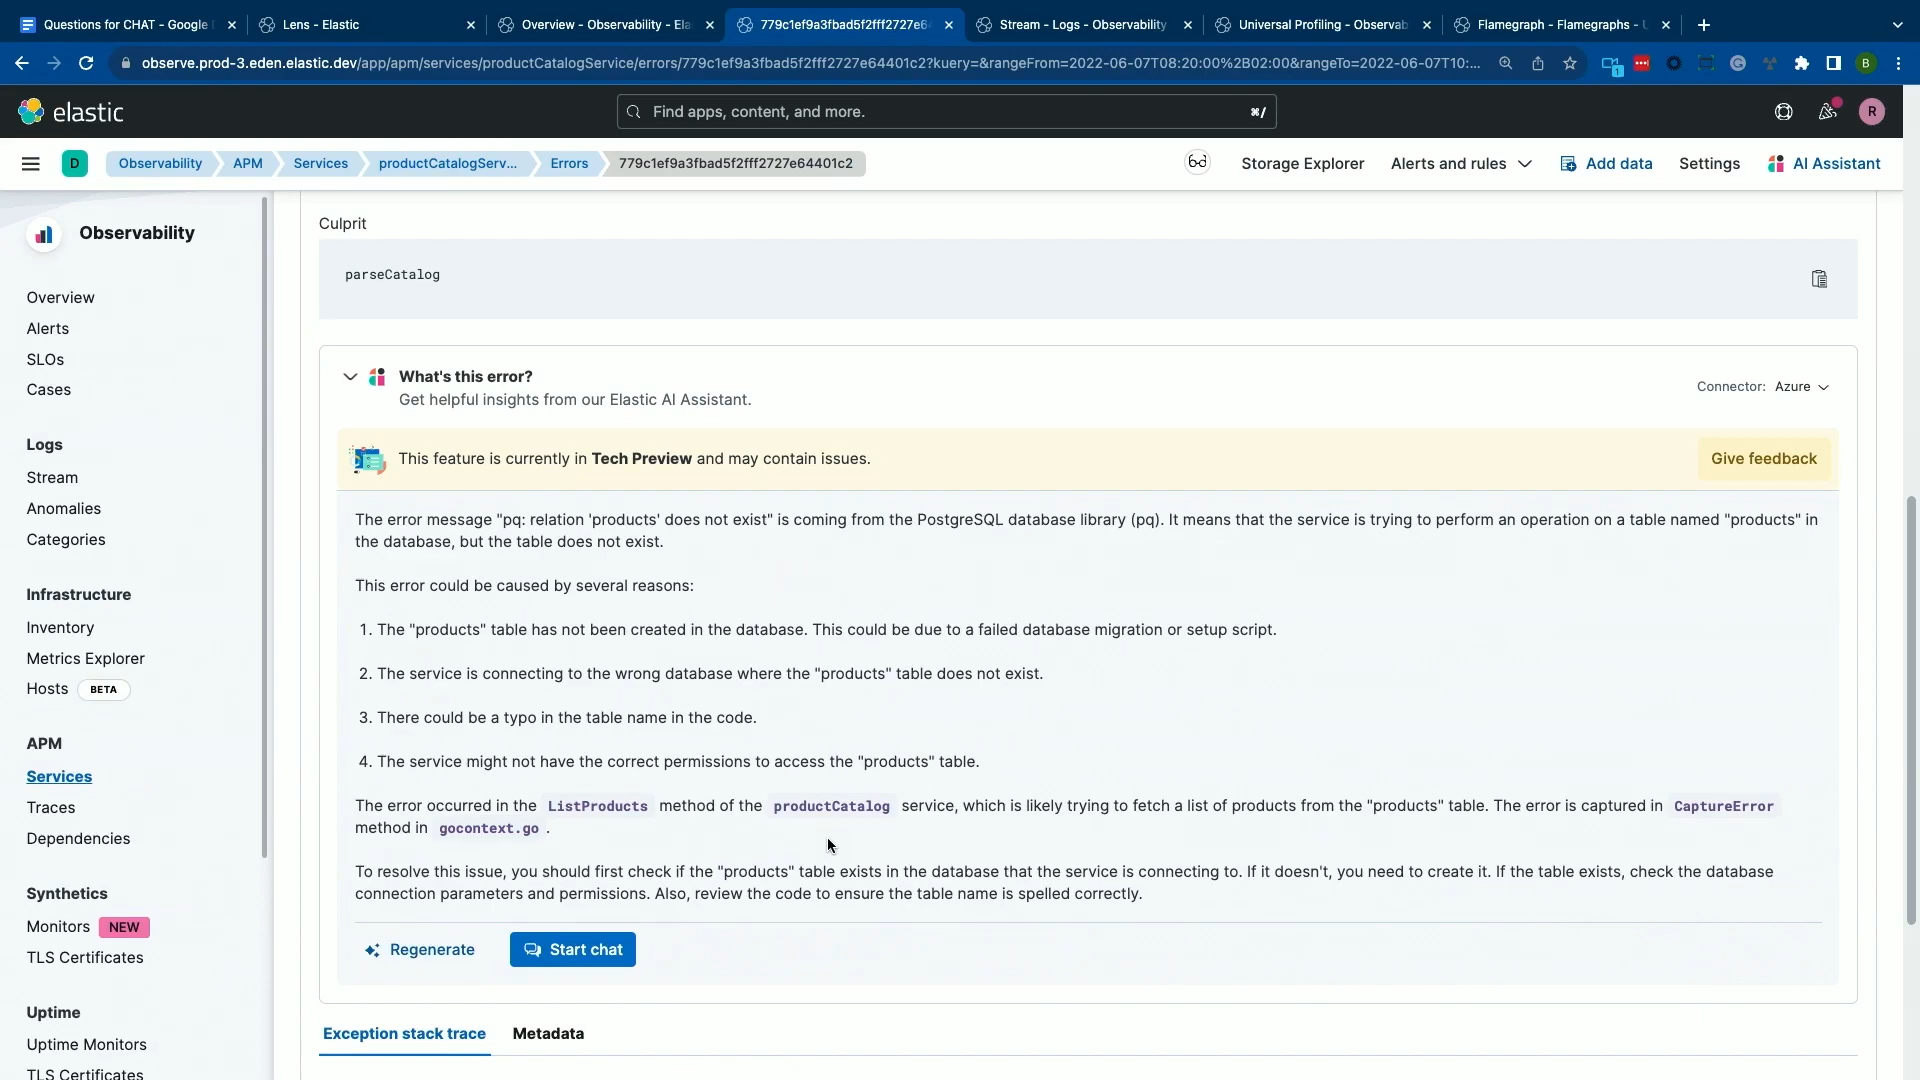 Questions for CHAT - Google
Lens - Elastic
Overview - Observability - Ela
779c1ef9a3fbad5f2fff2727e6
Stream - Logs - Observability
Universal Profiling - Observab
Flamegraph - Flamegraphs - U
observe.prod-3.eden.elastic.dev/app/apm/services/productCatalogService/errors/779c1ef9a3fbad5f2fff2727e64401c2?kuery=&rangeFrom=2022-06-07T08:20:00%2B02:00&rangeTo=2022-06-07T10:...
1
B
elastic
Find apps, content, and more.
⌘/
R
D
Observability
APM
Services
productCatalogServ...
Errors
779c1ef9a3fbad5f2fff2727e64401c2
Storage Explorer
Alerts and rules
Add data
Settings
AI Assistant
Observability
Overview
Alerts
SLOs
Cases
Logs
Stream
Anomalies
Categories
Infrastructure
Inventory
Metrics Explorer
Hosts BETA
APM
Services
Traces
Dependencies
Synthetics
Monitors NEW
TLS Certificates
Uptime
Uptime Monitors
TLS Certificates
Culprit
parseCatalog
What's this error?
Get helpful insights from our Elastic AI Assistant.
Connector: Azure
This feature is currently in Tech Preview and may contain issues.
Give feedback
The error message "pq: relation 'products' does not exist" is coming from the PostgreSQL database library (pq). It means that the service is trying to perform an operation on a table named "products" in
the database, but the table does not exist.
This error could be caused by several reasons:
1. The "products" table has not been created in the database. This could be due to a failed database migration or setup script.
2. The service is connecting to the wrong database where the "products" table does not exist.
3. There could be a typo in the table name in the code.
4. The service might not have the correct permissions to access the "products" table.
The error occurred in the ListProducts method of the productCatalog service, which is likely trying to fetch a list of products from the "products" table. The error is captured in CaptureError
method in gocontext.go .
To resolve this issue, you should first check if the "products" table exists in the database that the service is connecting to. If it doesn't, you need to create it. If the table exists, check the database
connection parameters and permissions. Also, review the code to ensure the table name is spelled correctly.
Regenerate
Start chat
Exception stack trace
Metadata